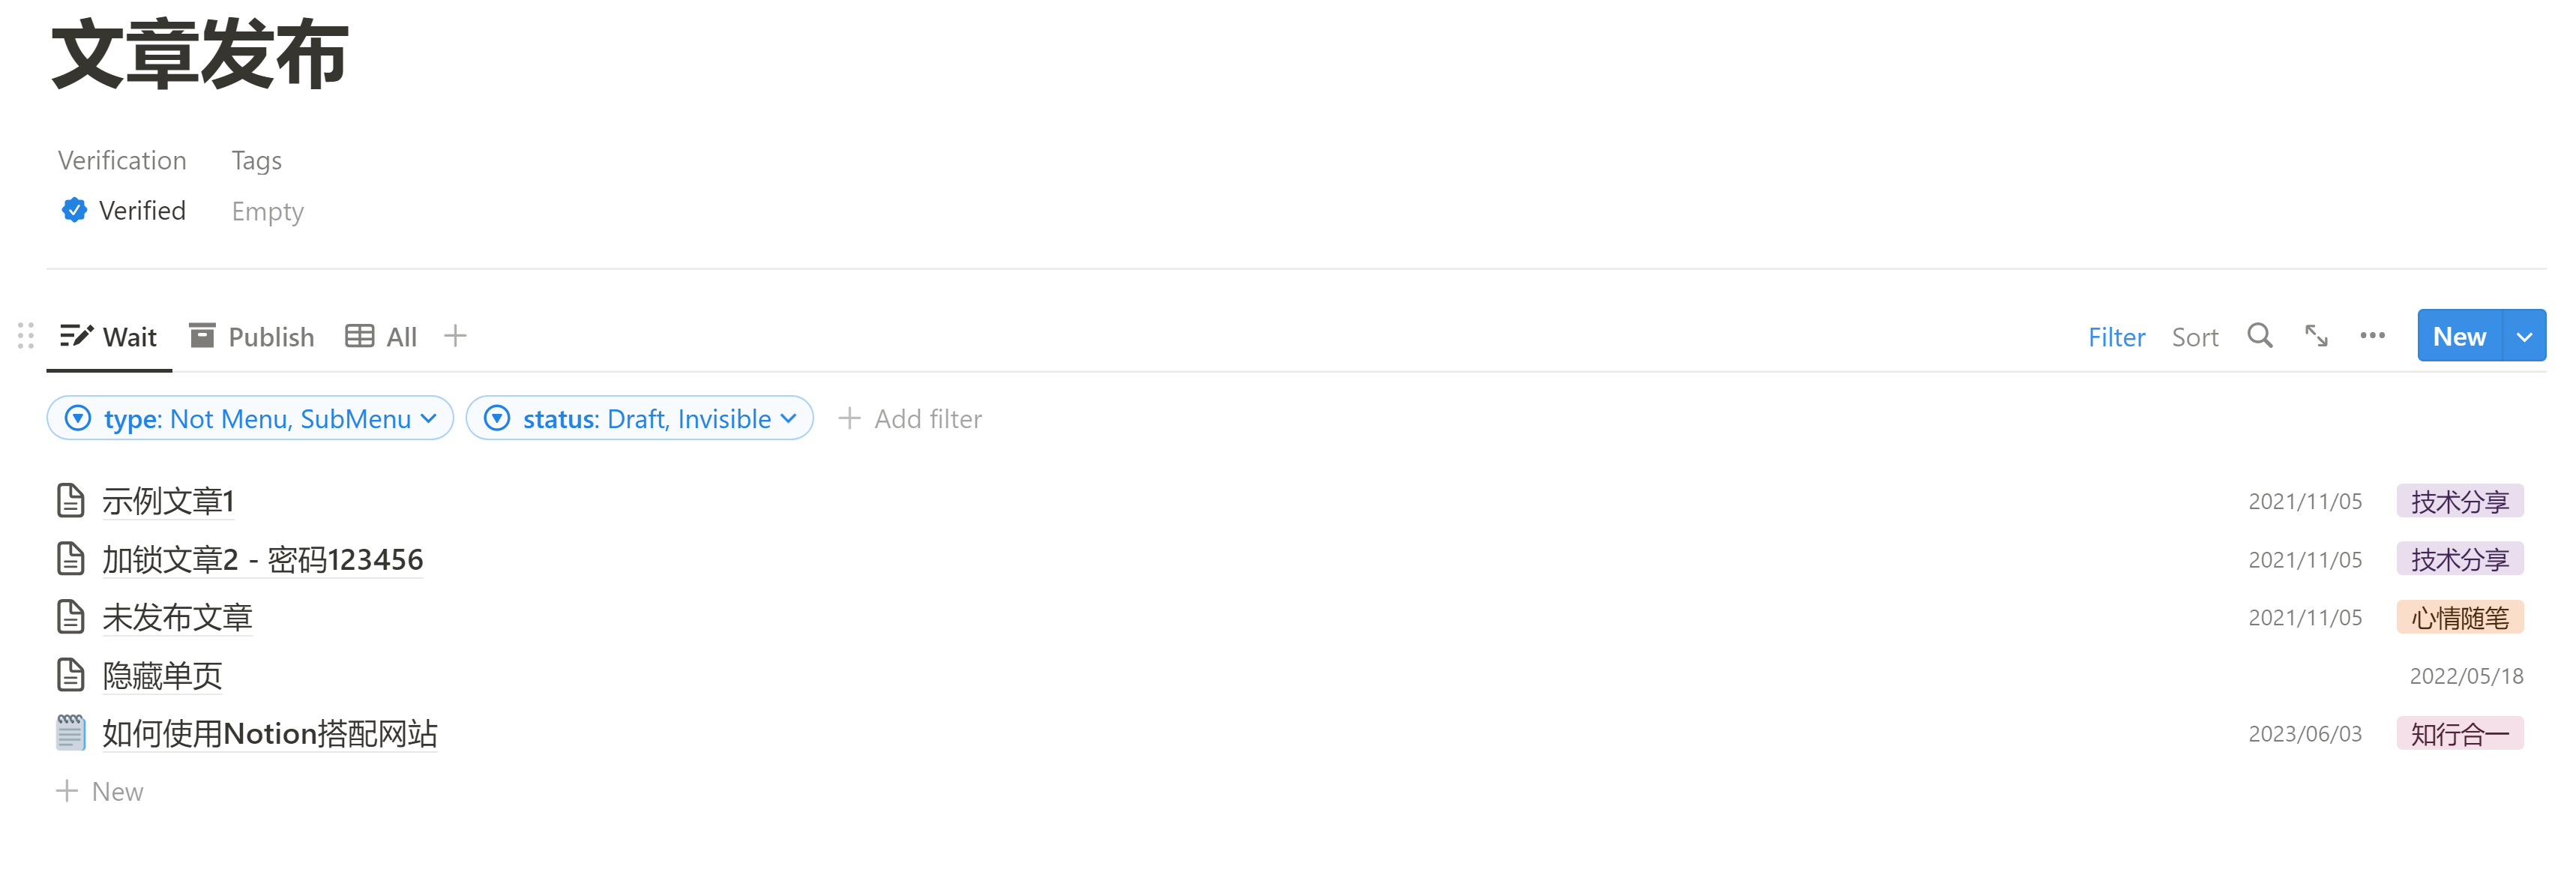 文章发布
Verification Tags
Verified Empty
Wait Publish All Filter Sort New
type: Not Menu, SubMenu status: Draft, Invisible Add filter
示例文章1 2021/11/05 技术分享
加锁文章2 - 密码123456 2021/11/05 技术分享
未发布文章 2021/11/05 心情随笔
隐藏单页 2022/05/18
如何使用Notion搭配网站 2023/06/03 知行合一
New